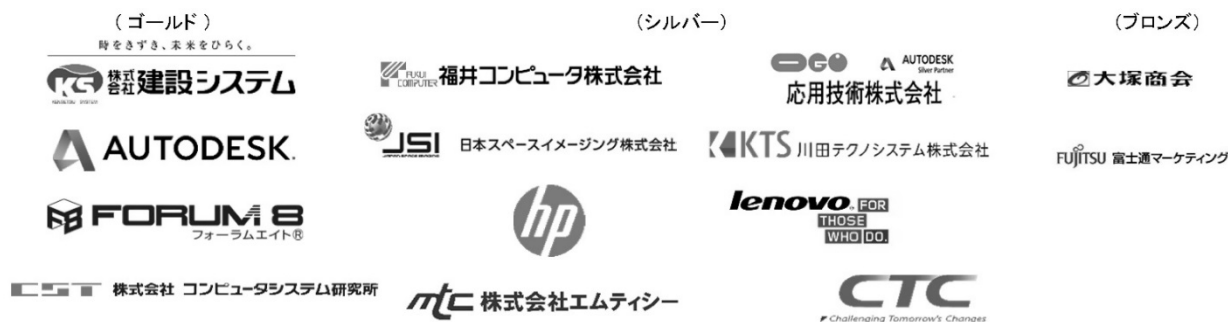 (ゴールド)
時をきずき、未来をひらく。
KS 株式会社 建設システム
KENSETSU SYSTEM
AUTODESK.
F8 FORUM 8
フォーラムエイト®
CST 株式会社 コンピュータシステム研究所
(シルバー)
FUKUI COMPUTER 福井コンピュータ株式会社
OGO AUTODESK
Silver Partner
応用技術株式会社
JSI 日本スペースイメージング株式会社
KTS 川田テクノシステム株式会社
hp
lenovo FOR
THOSE
WHO DO.
mtc 株式会社エムティシー
CTC
Challenging Tomorrow's Changes
(ブロンズ)
大塚商会
FUJITSU 富士通マーケティング